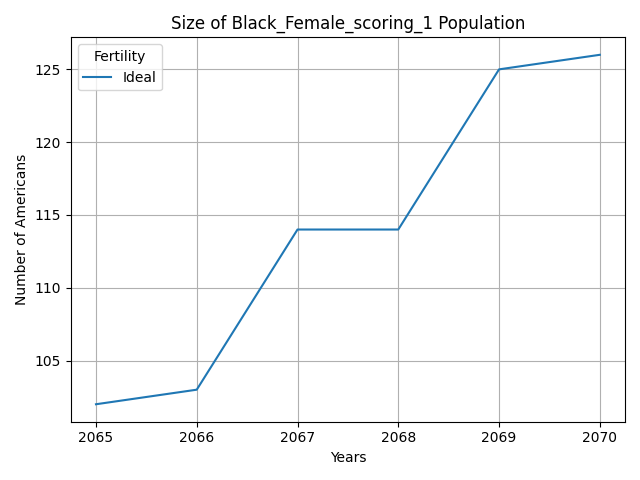 Size of Black_Female_scoring_1 Population
Fertility
Ideal
125
120
115
110
105
Number of Americans
2065 2066 2067 2068 2069 2070
Years